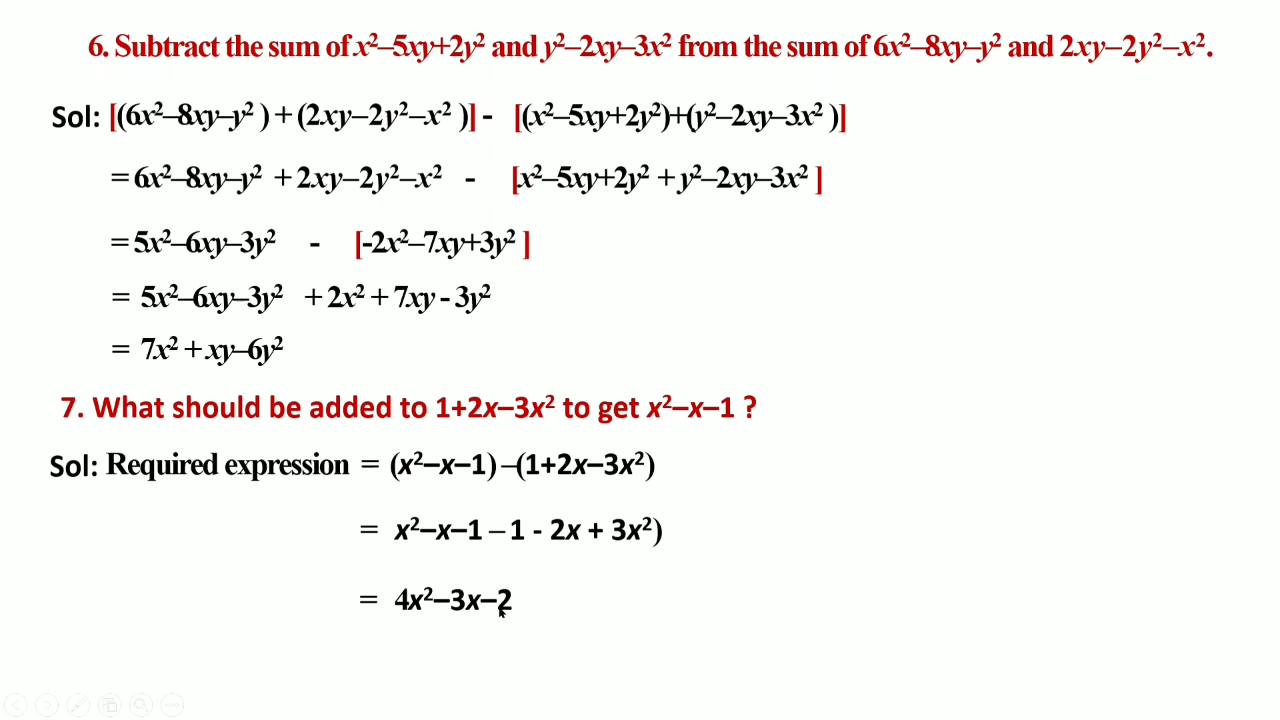 6. Subtract the sum of x²–5xy+2y² and y²–2xy–3x² from the sum of 6x²–8xy–y² and 2xy–2y²–x².
Sol: [(6x²–8xy–y² ) + (2xy–2y²–x² )] - [(x²–5xy+2y²)+(y²–2xy–3x² )]
= 6x²–8xy–y² + 2xy–2y²–x² - [x²–5xy+2y² + y²–2xy–3x² ]
= 5x²–6xy–3y² - [-2x²–7xy+3y² ]
= 5x²–6xy–3y² + 2x² + 7xy - 3y²
= 7x² + xy–6y²
7. What should be added to 1+2x–3x² to get x²–x–1 ?
Sol: Required expression = (x²–x–1) –(1+2x–3x²)
= x²–x–1 – 1 - 2x + 3x²)
= 4x²–3x–2